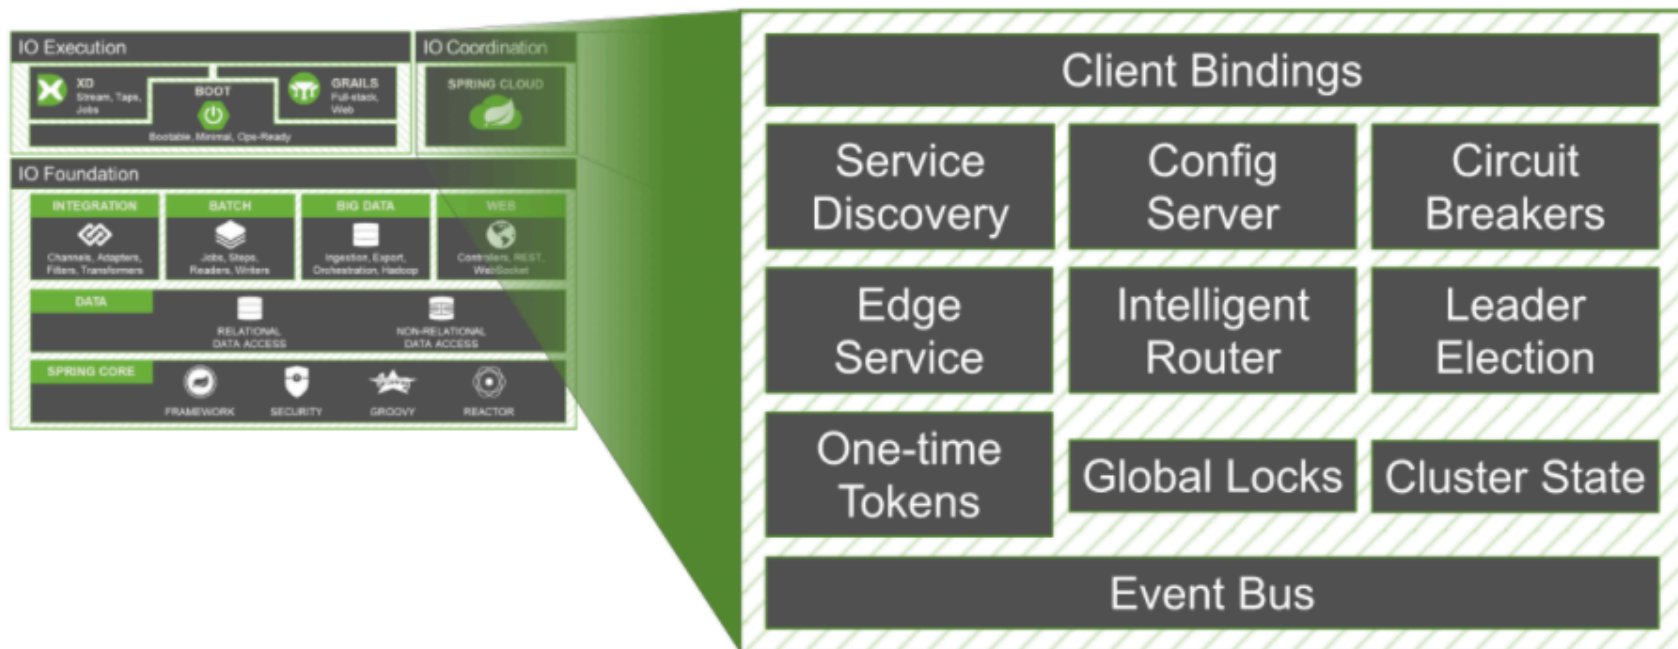 IO Execution
IO Coordination
XD
Stream, Taps,
Jobs
BOOT
GRAILS
Full-stack,
Web
Bootable, Minimal, Ops-Ready
SPRING CLOUD
IO Foundation
INTEGRATION
Channels, Adapters,
Filters, Transformers
BATCH
Jobs, Steps,
Readers, Writers
BIG DATA
Ingestion, Export,
Orchestration, Hadoop
WEB
Controllers, REST,
WebSocket
DATA
RELATIONAL
DATA ACCESS
NON-RELATIONAL
DATA ACCESS
SPRING CORE
FRAMEWORK
SECURITY
GROOVY
REACTOR
Client Bindings
Service
Discovery
Config
Server
Circuit
Breakers
Edge
Service
Intelligent
Router
Leader
Election
One-time
Tokens
Global Locks
Cluster State
Event Bus